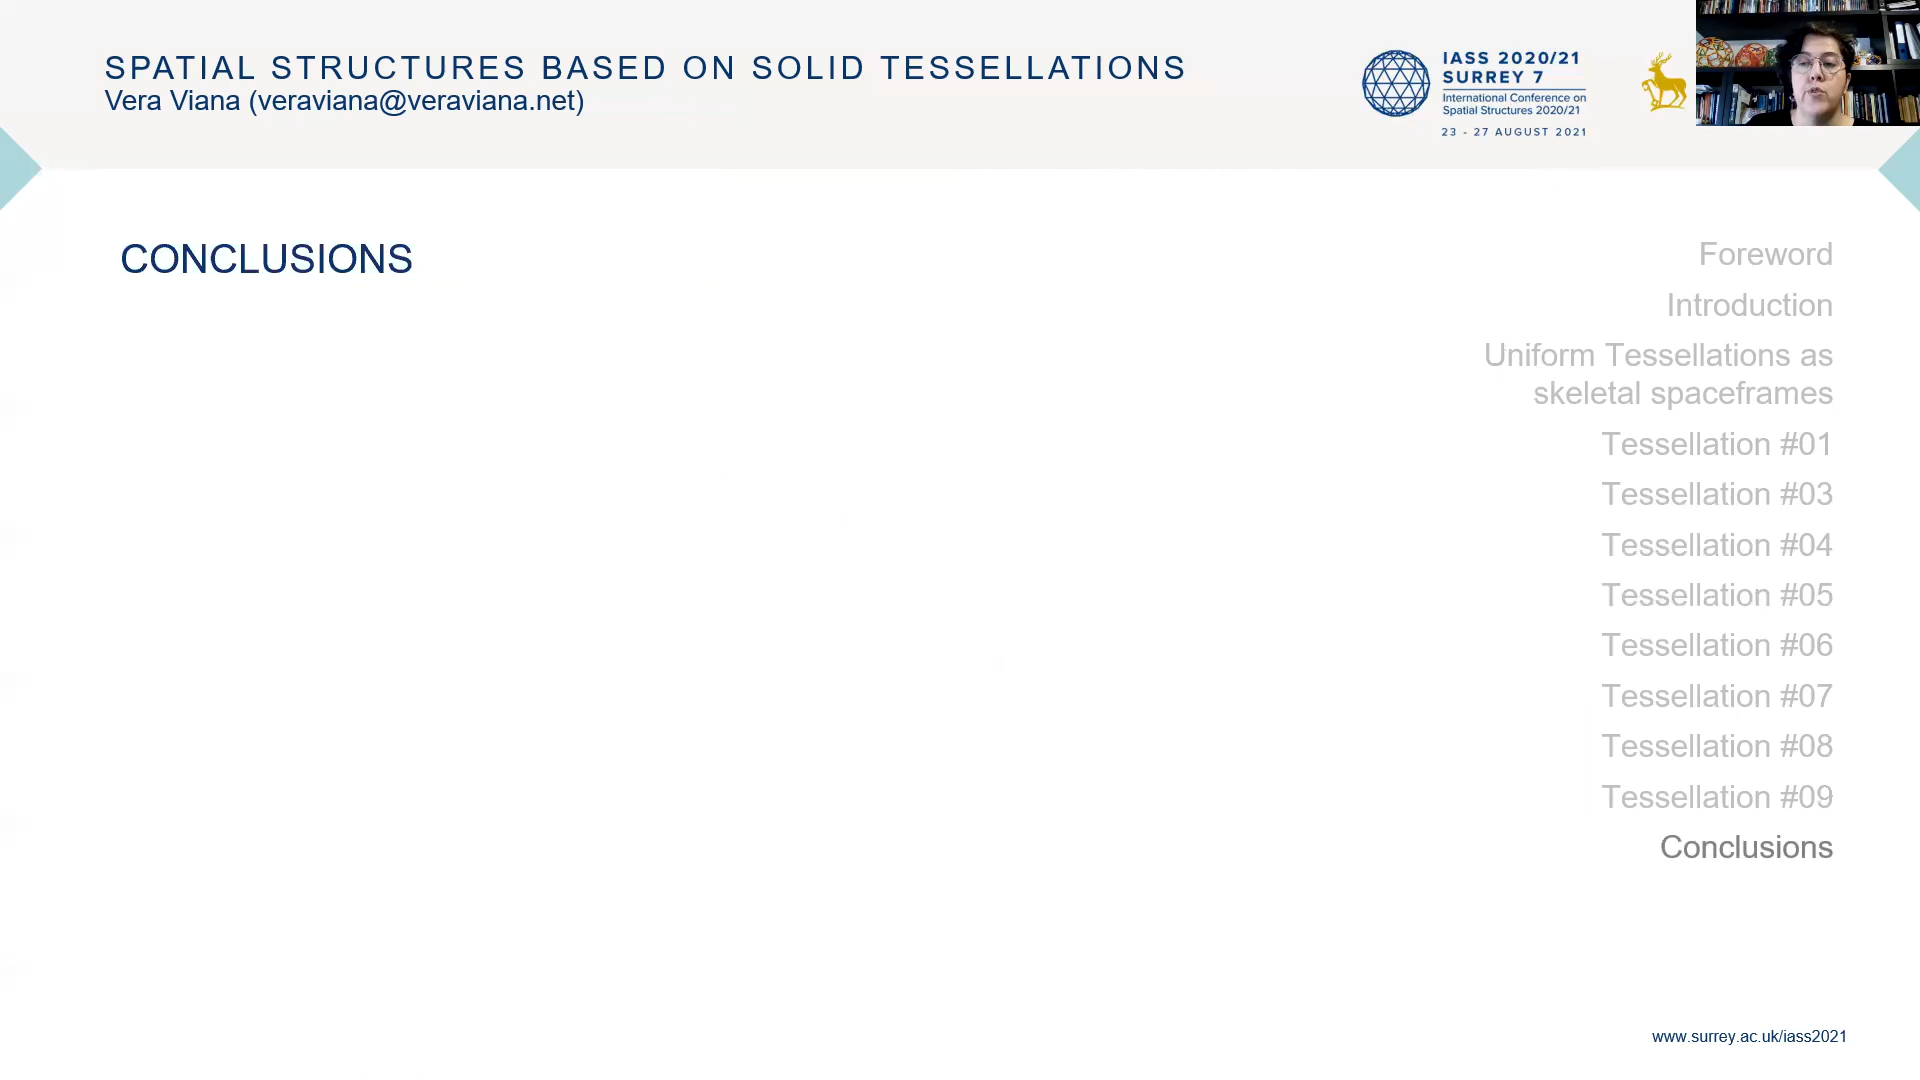 SPATIAL STRUCTURES BASED ON SOLID TESSELLATIONS
Vera Viana (veraviana@veraviana.net)
IASS 2020/21
SURREY 7
International Conference on
Spatial Structures 2020/21
23 - 27 AUGUST 2021
CONCLUSIONS
Foreword
Introduction
Uniform Tessellations as
skeletal spaceframes
Tessellation #01
Tessellation #03
Tessellation #04
Tessellation #05
Tessellation #06
Tessellation #07
Tessellation #08
Tessellation #09
Conclusions
www.surrey.ac.uk/iass2021